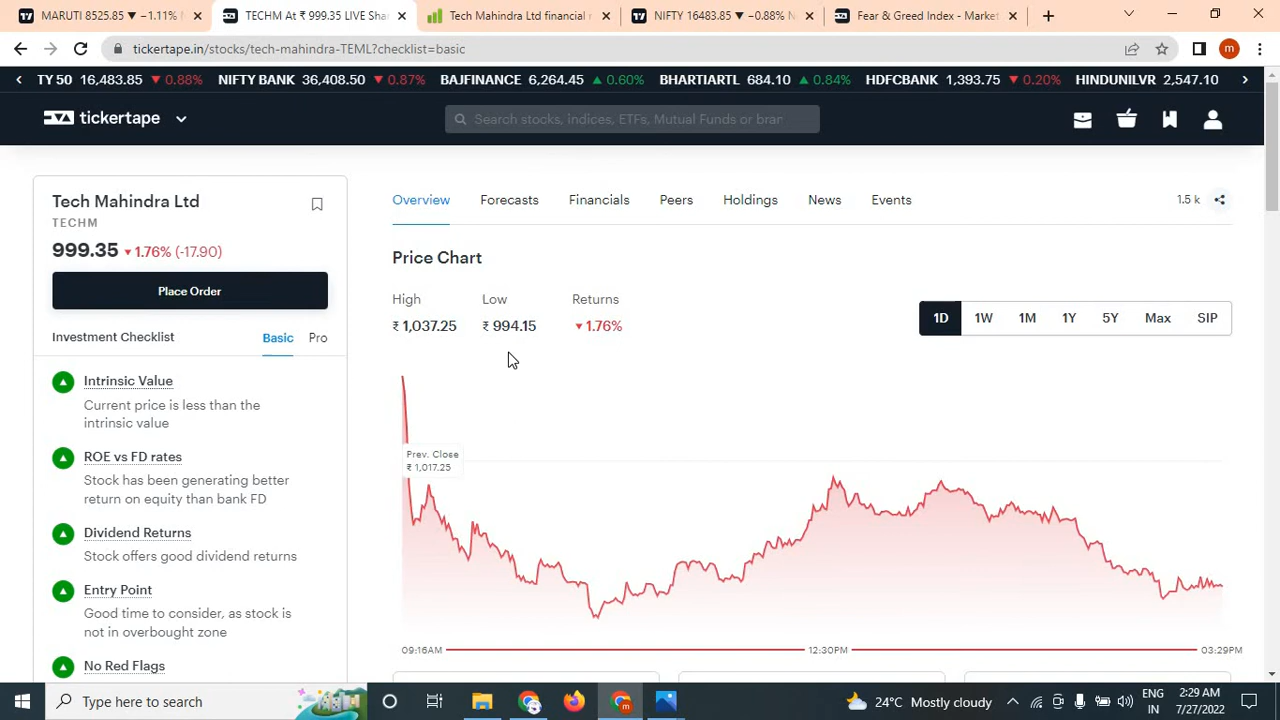 MARUTI 8525.85 ▼ −1.11%
TECHM At ₹ 999.35 LIVE Sha
Tech Mahindra Ltd financial r
NIFTY 16483.85 ▼ −0.88% N
Fear & Greed Index - Market
tickertape.in/stocks/tech-mahindra-TEML?checklist=basic
m
TY 50 16,483.85 ▼ 0.88% NIFTY BANK 36,408.50 ▼ 0.87% BAJFINANCE 6,264.45 ▲ 0.60% BHARTIARTL 684.10 ▲ 0.84% HDFCBANK 1,393.75 ▼ 0.20% HINDUNILVR 2,547.10
tickertape
Search stocks, indices, ETFs, Mutual Funds or bran
Tech Mahindra Ltd
TECHM
999.35 ▼ 1.76% (-17.90)
Place Order
Investment Checklist Basic Pro
Intrinsic Value
Current price is less than the
intrinsic value
ROE vs FD rates
Stock has been generating better
return on equity than bank FD
Dividend Returns
Stock offers good dividend returns
Entry Point
Good time to consider, as stock is
not in overbought zone
No Red Flags
Overview Forecasts Financials Peers Holdings News Events
1.5 k
Price Chart
High Low Returns
₹ 1,037.25 ₹ 994.15 ▼ 1.76%
1D 1W 1M 1Y 5Y Max SIP
Prev. Close
₹ 1,017.25
09:16AM 12:30PM 03:29PM
Type here to search
m
24°C Mostly cloudy
ENG
IN
2:29 AM
7/27/2022